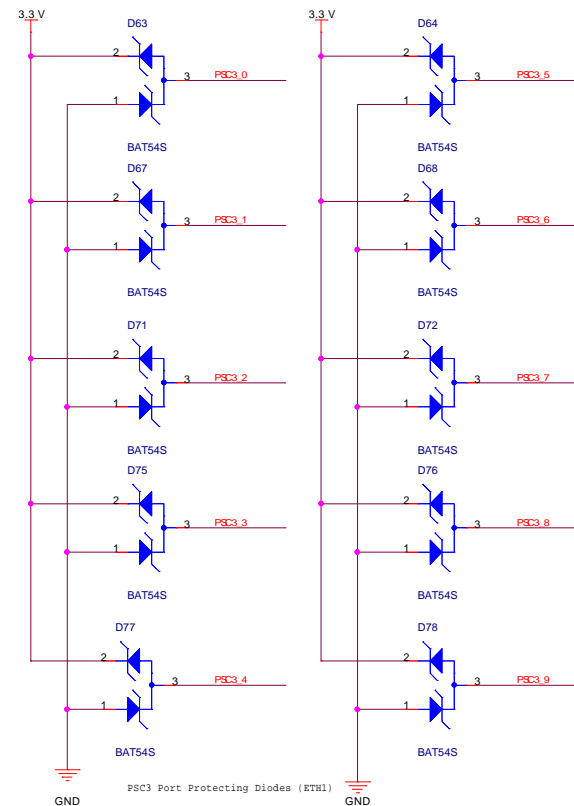 3.3 V
D63
2
3
PSC3_0
1
BAT54S
D67
2
3
PSC3_1
1
BAT54S
D71
2
3
PSC3_2
1
BAT54S
D75
2
3
PSC3_3
1
BAT54S
D77
2
3
PSC3_4
1
BAT54S
GND
3.3 V
D64
2
3
PSC3_5
1
BAT54S
D68
2
3
PSC3_6
1
BAT54S
D72
2
3
PSC3_7
1
BAT54S
D76
2
3
PSC3_8
1
BAT54S
D78
2
3
PSC3_9
1
BAT54S
GND
PSC3 Port Protecting Diodes (ETH1)